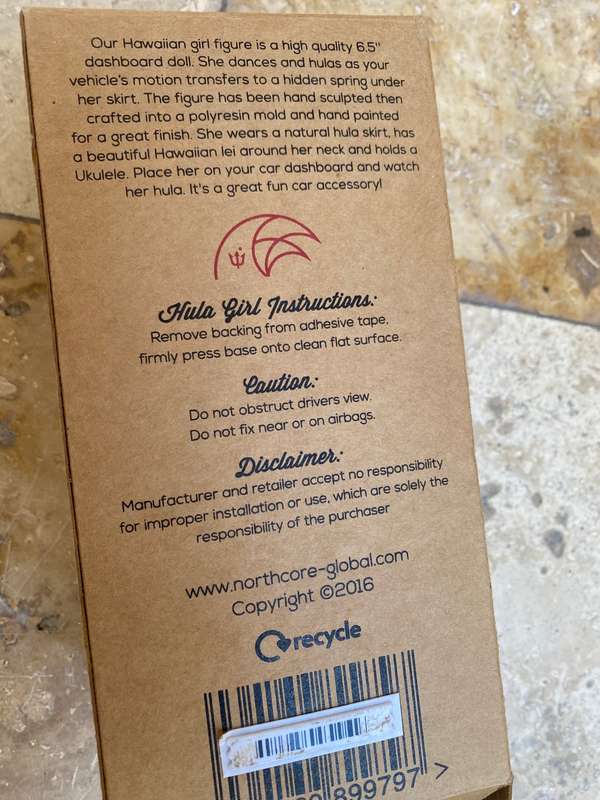 Our Hawaiian girl figure is a high quality 6.5"
dashboard doll. She dances and hulas as your
vehicle's motion transfers to a hidden spring under
her skirt. The figure has been hand sculpted then
crafted into a polyresin mold and hand painted
for a great finish. She wears a natural hula skirt, has
a beautiful Hawaiian lei around her neck and holds a
Ukulele. Place her on your car dashboard and watch
her hula. It's a great fun car accessory!
Hula Girl Instructions:
Remove backing from adhesive tape,
firmly press base onto clean flat surface.
Caution:
Do not obstruct drivers view.
Do not fix near or on airbags.
Disclaimer:
Manufacturer and retailer accept no responsibility
for improper installation or use, which are solely the
responsibility of the purchaser
www.northcore-global.com
Copyright ©2016
recycle
899797 >